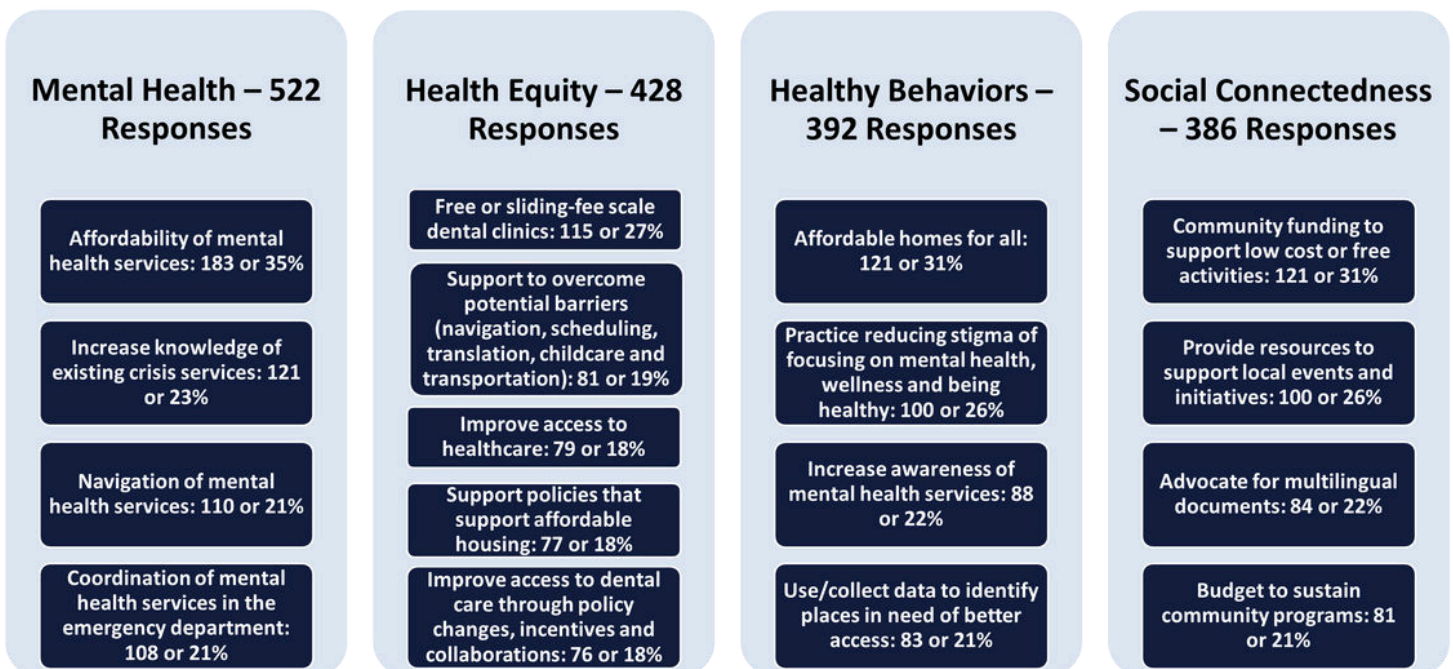 Mental Health – 522
Responses
Affordability of mental
health services: 183 or 35%
Increase knowledge of
existing crisis services: 121
or 23%
Navigation of mental
health services: 110 or 21%
Coordination of mental
health services in the
emergency department:
108 or 21%
Health Equity – 428
Responses
Free or sliding-fee scale
dental clinics: 115 or 27%
Support to overcome
potential barriers
(navigation, scheduling,
translation, childcare and
transportation): 81 or 19%
Improve access to
healthcare: 79 or 18%
Support policies that
support affordable
housing: 77 or 18%
Improve access to dental
care through policy
changes, incentives and
collaborations: 76 or 18%
Healthy Behaviors –
392 Responses
Affordable homes for all:
121 or 31%
Practice reducing stigma of
focusing on mental health,
wellness and being
healthy: 100 or 26%
Increase awareness of
mental health services: 88
or 22%
Use/collect data to identify
places in need of better
access: 83 or 21%
Social Connectedness
– 386 Responses
Community funding to
support low cost or free
activities: 121 or 31%
Provide resources to
support local events and
initiatives: 100 or 26%
Advocate for multilingual
documents: 84 or 22%
Budget to sustain
community programs: 81
or 21%